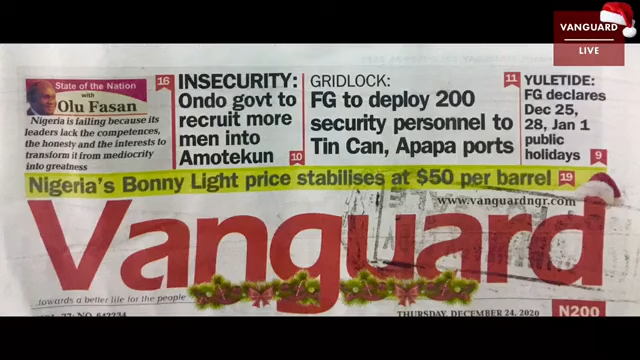 VANGUARD
LIVE
State of the Nation
with
Olu Fasan
Nigeria is failing because its
leaders lack the competences,
the honesty and the interests to
transform it from mediocrity
into greatness
16
INSECURITY:
Ondo govt to
recruit more
men into
Amotekun
10
GRIDLOCK:
FG to deploy 200
security personnel to
Tin Can, Apapa ports
11
YULETIDE:
FG declares
Dec 25,
28, Jan 1
public
holidays
9
Nigeria's Bonny Light price stabilises at $50 per barrel 19
www.vanguardngr.com
Vanguard
...towards a better life for the people
THURSDAY, DECEMBER 24, 2020
N200